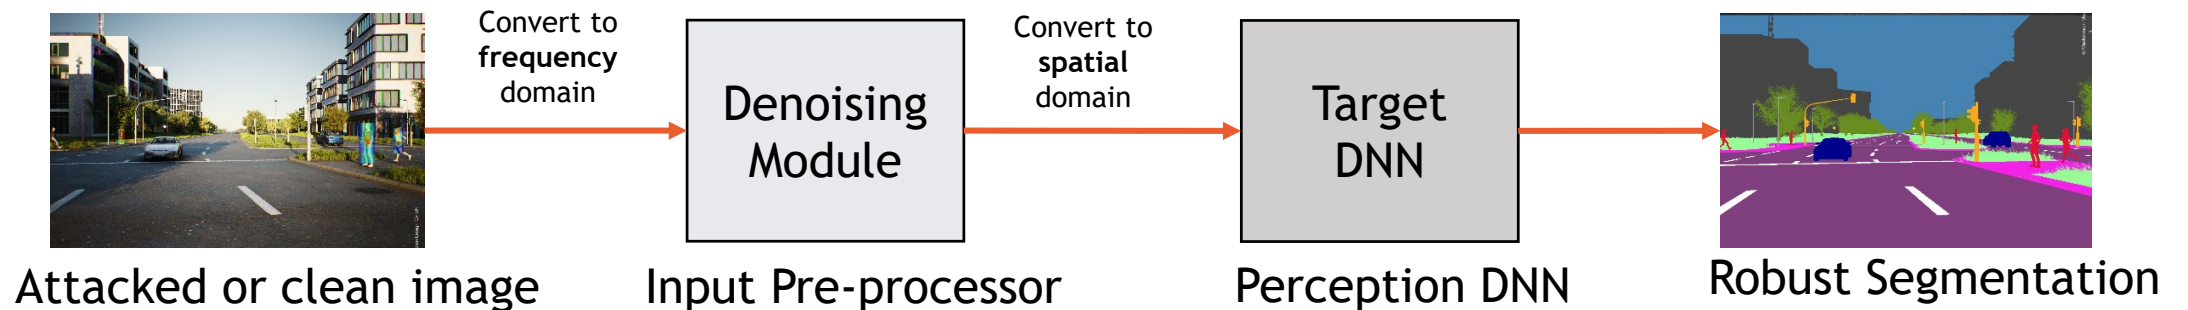 Convert to
frequency
domain
Convert to
spatial
domain
Denoising
Module
Target
DNN
Attacked or clean image
Input Pre-processor
Perception DNN
Robust Segmentation